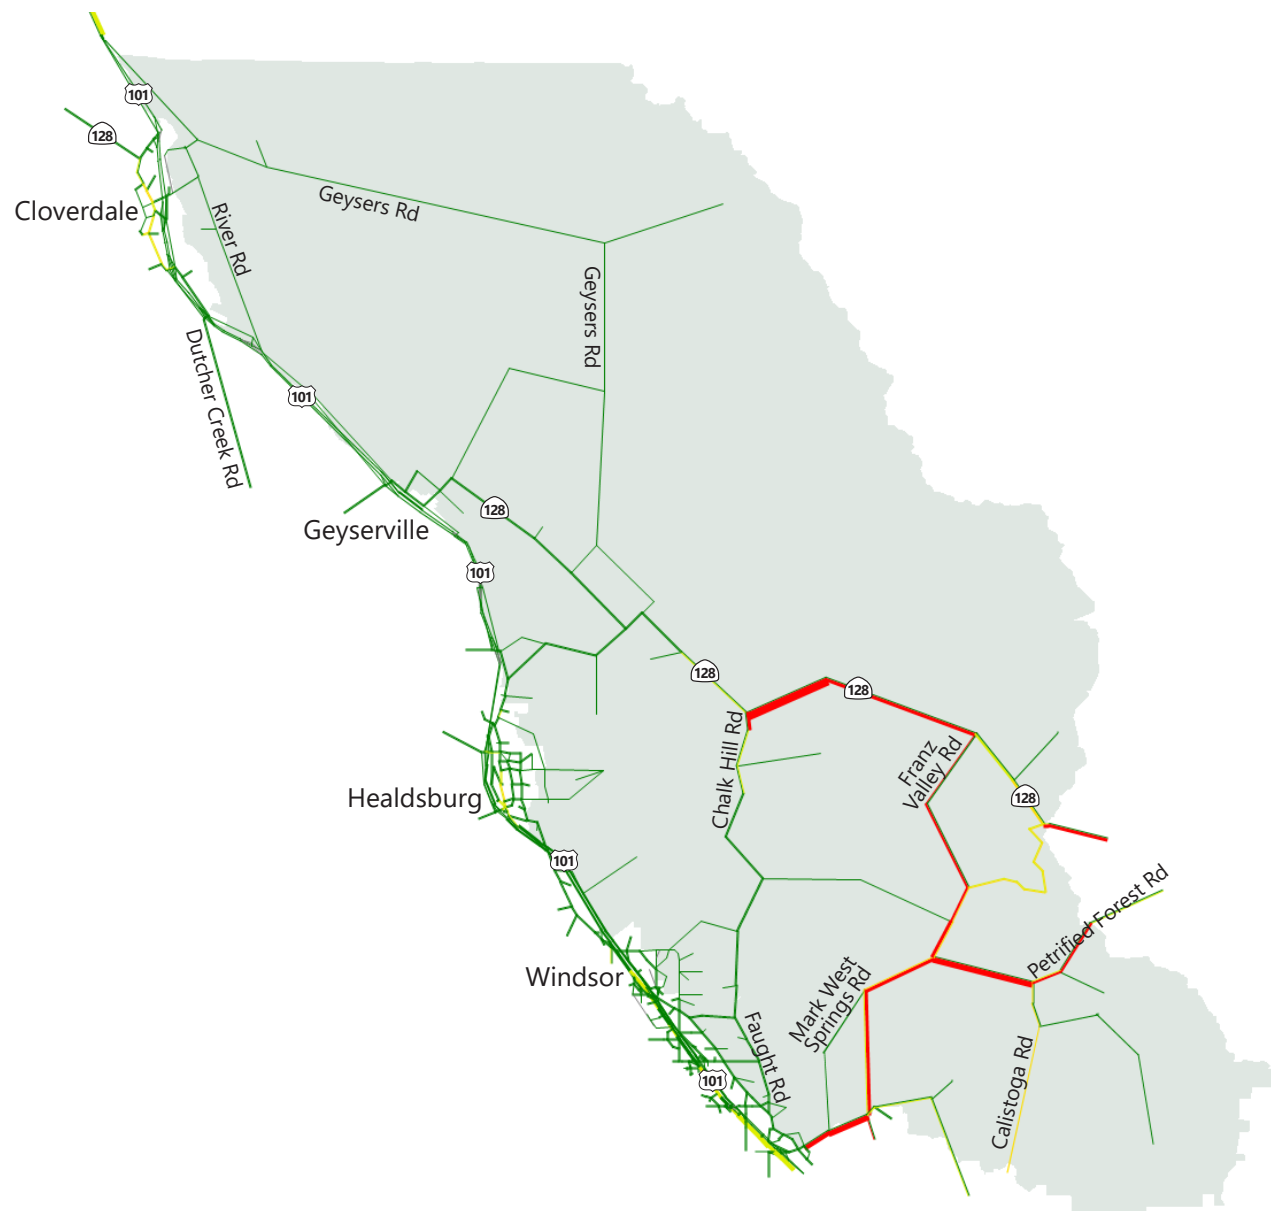 101
128
Cloverdale
Geysers Rd
River Rd
Geysers Rd
Dutcher Creek Rd
101
128
Geyserville
101
128
128
Chalk Hill Rd
Franz
Valley Rd
128
Healdsburg
101
Petrified Forest Rd
Windsor
Mark West
Springs Rd
Faught Rd
101
Calistoga Rd